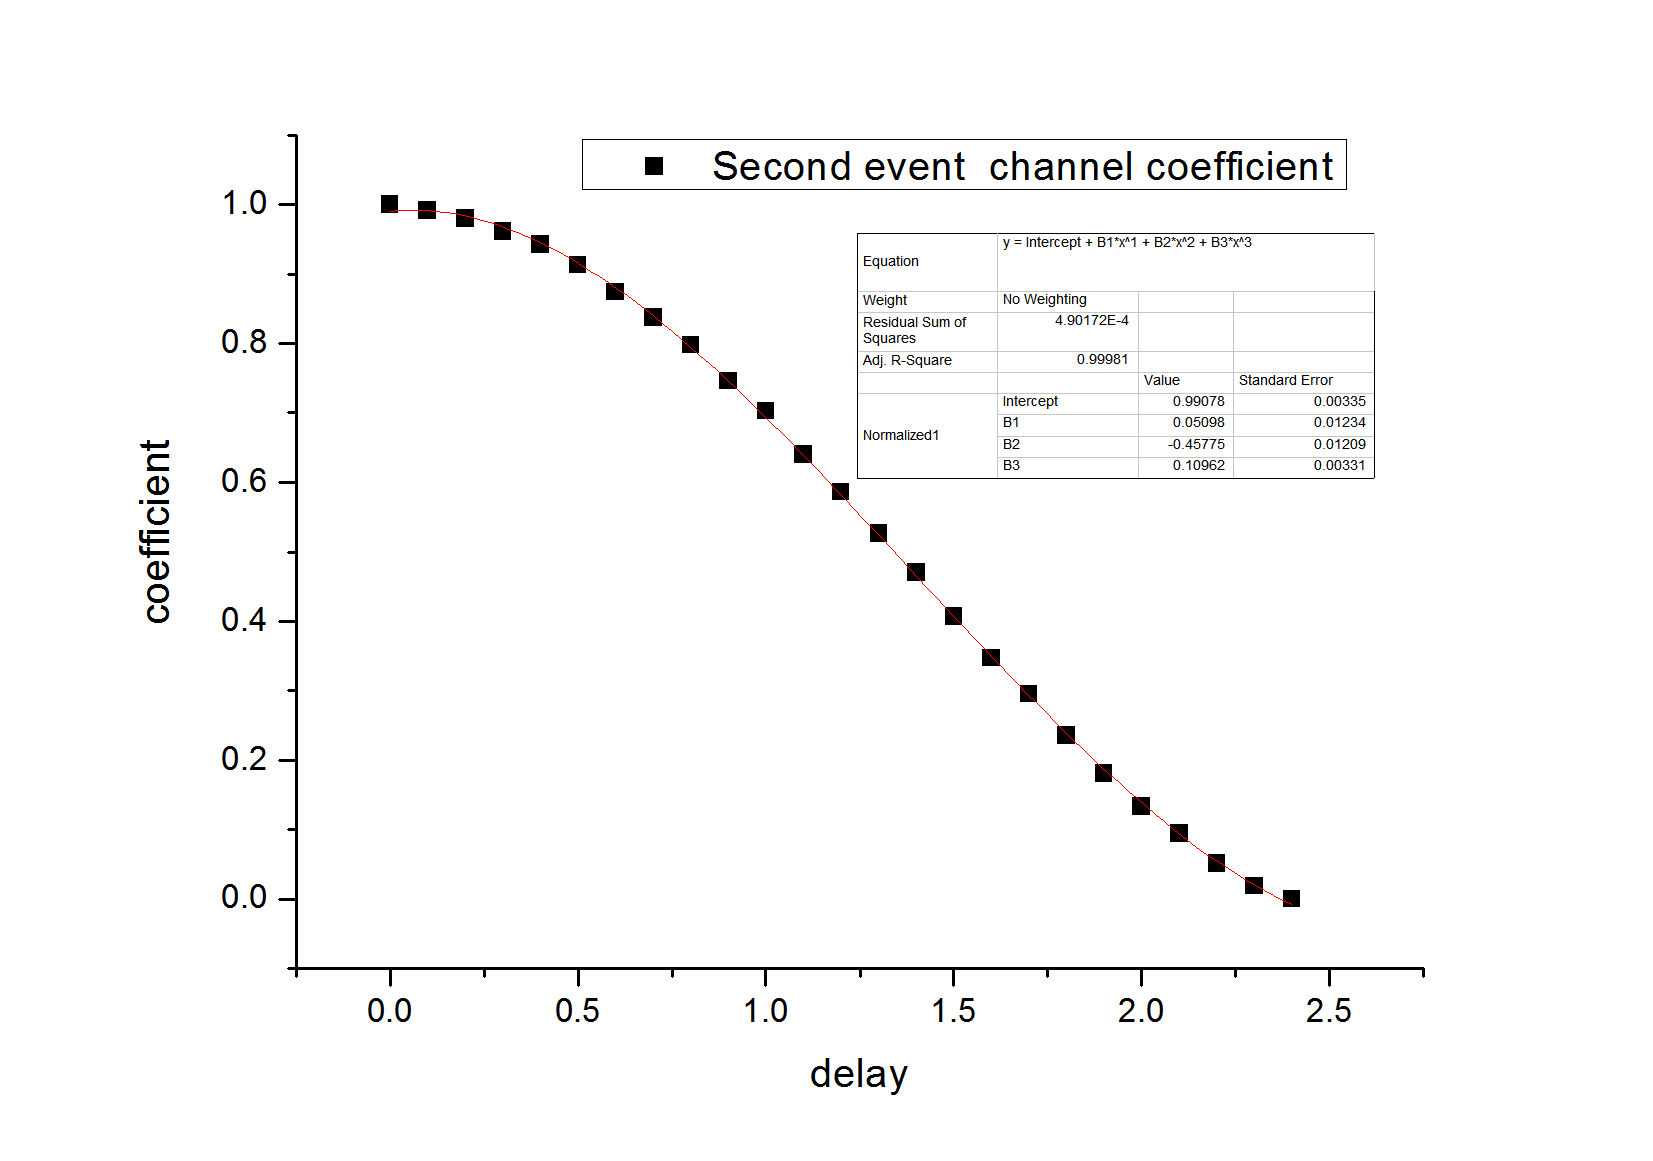 Second event  channel coefficient
y = Intercept + B1*x^1 + B2*x^2 + B3*x^3
Equation
Weight No Weighting
Residual Sum of
Squares
4.90172E-4
Adj. R-Square 0.99981
Value Standard Error
Normalized1
Intercept 0.99078 0.00335
B1 0.05098 0.01234
B2 -0.45775 0.01209
B3 0.10962 0.00331
coefficient
1.0
0.8
0.6
0.4
0.2
0.0
0.0 0.5 1.0 1.5 2.0 2.5
delay